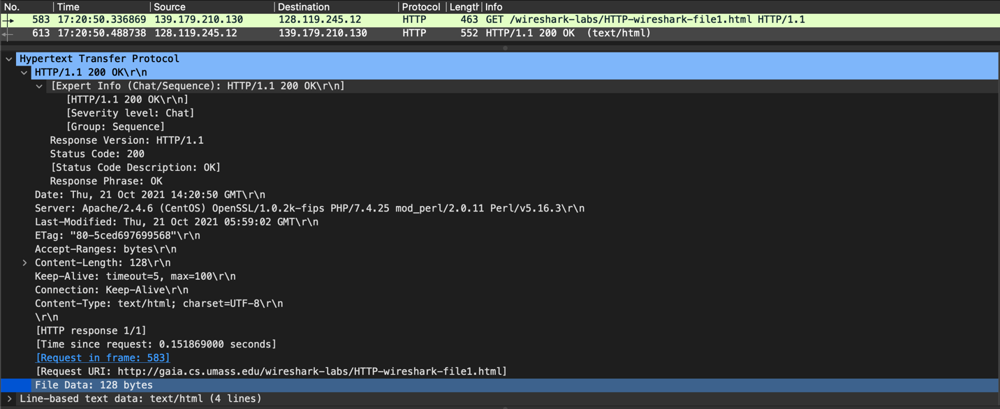 No. Time Source Destination Protocol Length Info
583 17:20:50.336869 139.179.210.130 128.119.245.12 HTTP 463 GET /wireshark-labs/HTTP-wireshark-file1.html HTTP/1.1
613 17:20:50.488738 128.119.245.12 139.179.210.130 HTTP 552 HTTP/1.1 200 OK (text/html)
Hypertext Transfer Protocol
HTTP/1.1 200 OK\r\n
[Expert Info (Chat/Sequence): HTTP/1.1 200 OK\r\n]
[HTTP/1.1 200 OK\r\n]
[Severity level: Chat]
[Group: Sequence]
Response Version: HTTP/1.1
Status Code: 200
[Status Code Description: OK]
Response Phrase: OK
Date: Thu, 21 Oct 2021 14:20:50 GMT\r\n
Server: Apache/2.4.6 (CentOS) OpenSSL/1.0.2k-fips PHP/7.4.25 mod_perl/2.0.11 Perl/v5.16.3\r\n
Last-Modified: Thu, 21 Oct 2021 05:59:02 GMT\r\n
ETag: "80-5ced697699568"\r\n
Accept-Ranges: bytes\r\n
Content-Length: 128\r\n
Keep-Alive: timeout=5, max=100\r\n
Connection: Keep-Alive\r\n
Content-Type: text/html; charset=UTF-8\r\n
\r\n
[HTTP response 1/1]
[Time since request: 0.151869000 seconds]
[Request in frame: 583]
[Request URI: http://gaia.cs.umass.edu/wireshark-labs/HTTP-wireshark-file1.html]
File Data: 128 bytes
Line-based text data: text/html (4 lines)